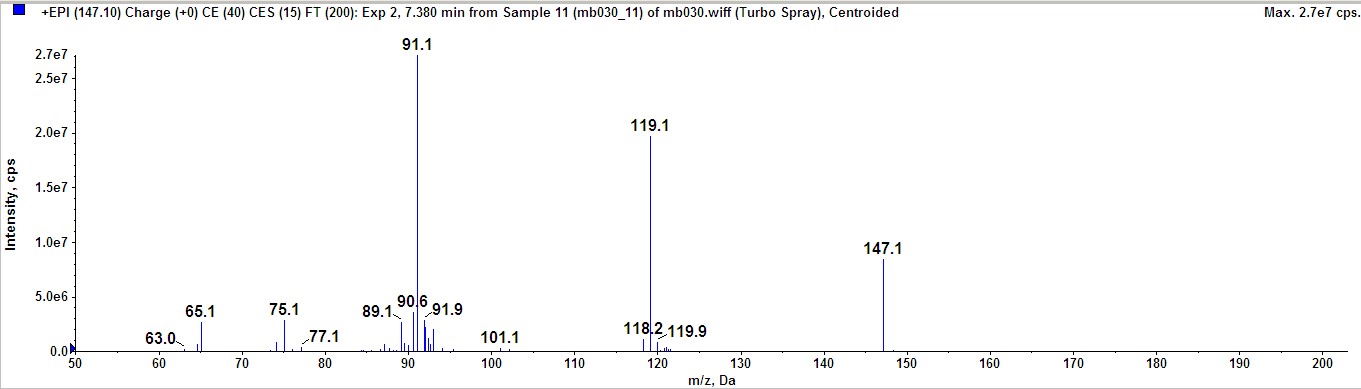 +EPI (147.10) Charge (+0) CE (40) CES (15) FT (200): Exp 2, 7.380 min from Sample 11 (mb030_11) of mb030.wiff (Turbo Spray), Centroided Max. 2.7e7 cps.
91.1
2.7e7
2.5e7
119.1
2.0e7
1.5e7
147.1
1.0e7
5.0e6
65.1 75.1 89.1 90.6 91.9
63.0 77.1 101.1 118.2 119.9
0.0
50 60 70 80 90 100 110 120 130 140 150 160 170 180 190 200
m/z, Da
Intensity, cps